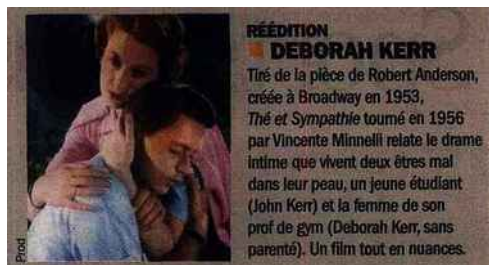 RÉÉDITION
DEBORAH KERR
Tiré de la pièce de Robert Anderson,
créée à Broadway en 1953,
Thé et Sympathie tourné en 1956
par Vincente Minnelli relate le drame
intime que vivent deux êtres mal
dans leur peau, un jeune étudiant
(John Kerr) et la femme de son
prof de gym (Deborah Kerr, sans
parenté). Un film tout en nuances.
Prod